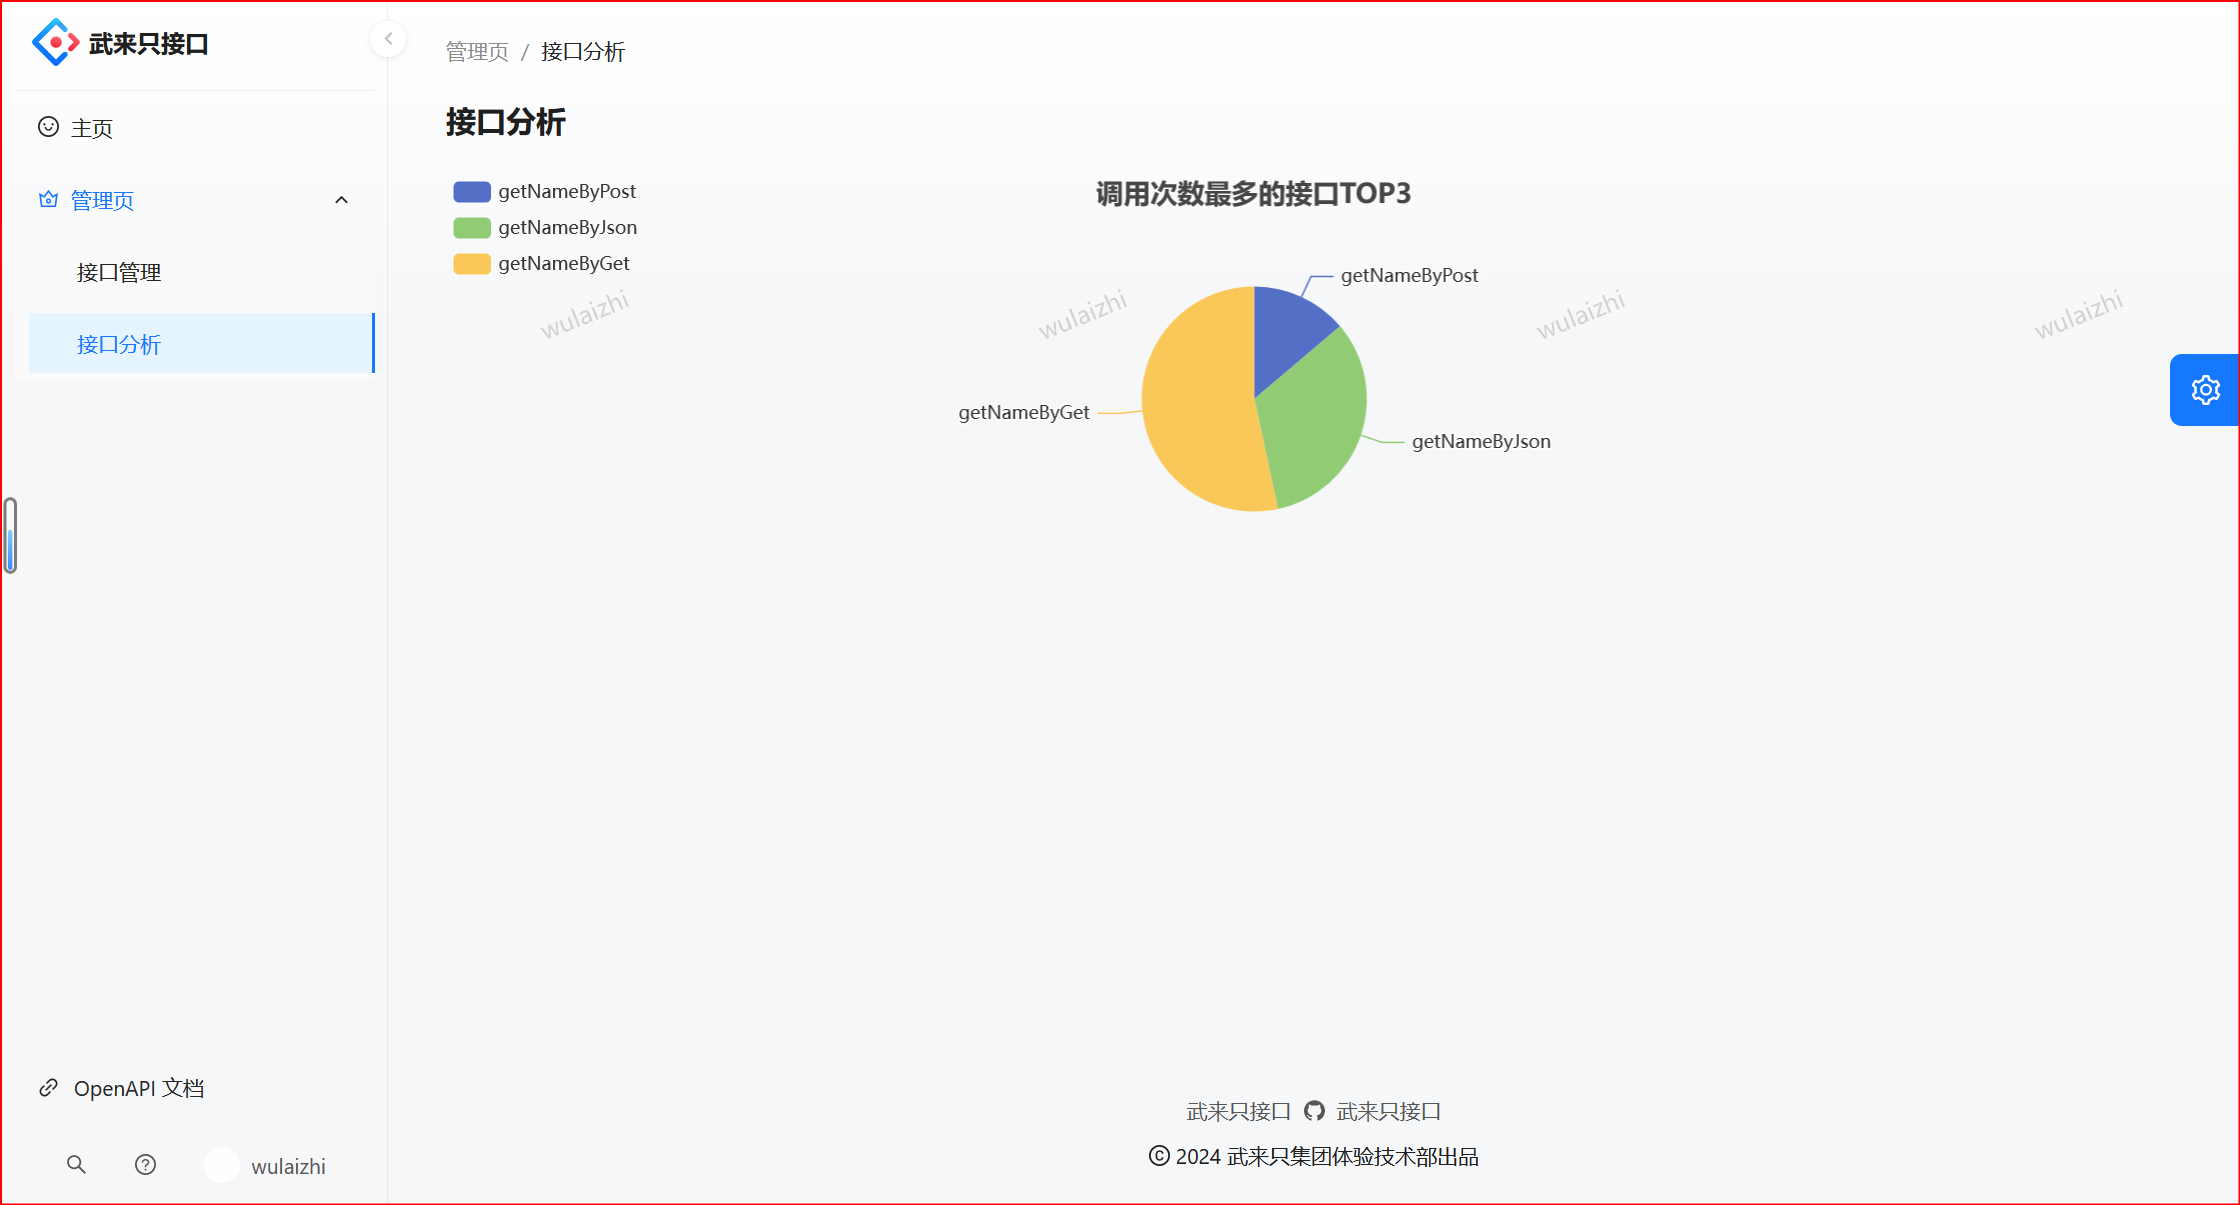 武来只接口
主页
管理页
接口管理
接口分析
OpenAPI 文档
wulaizhi
管理页 / 接口分析
接口分析
getNameByPost
getNameByJson
getNameByGet
调用次数最多的接口TOP3
getNameByPost
getNameByGet
getNameByJson
wulaizhi wulaizhi wulaizhi wulaizhi
武来只接口 武来只接口
© 2024 武来只集团体验技术部出品